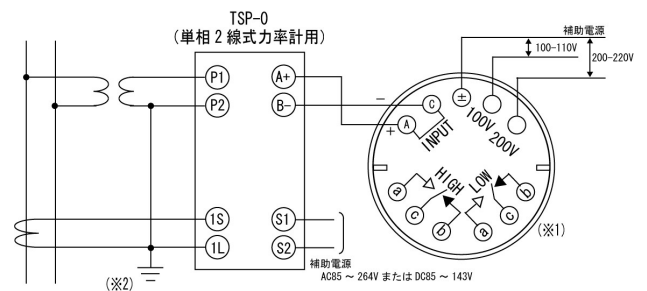 TSP-0
(単相2線式力率計用)
補助電源
100-110V
200-220V
P1
A+
P2
B-
−
C
±
+
A
INPUT
100V
200V
HIGH
LOW
a
c
b
a
c
b
(※1)
1S
S1
1L
S2
(※2)
補助電源
AC85 ~ 264V または DC85 ~ 143V